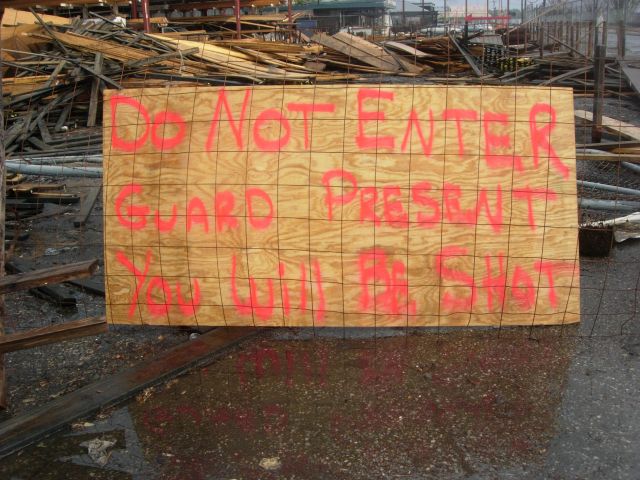 Do Not Enter
Guard Present
You Will Be Shot